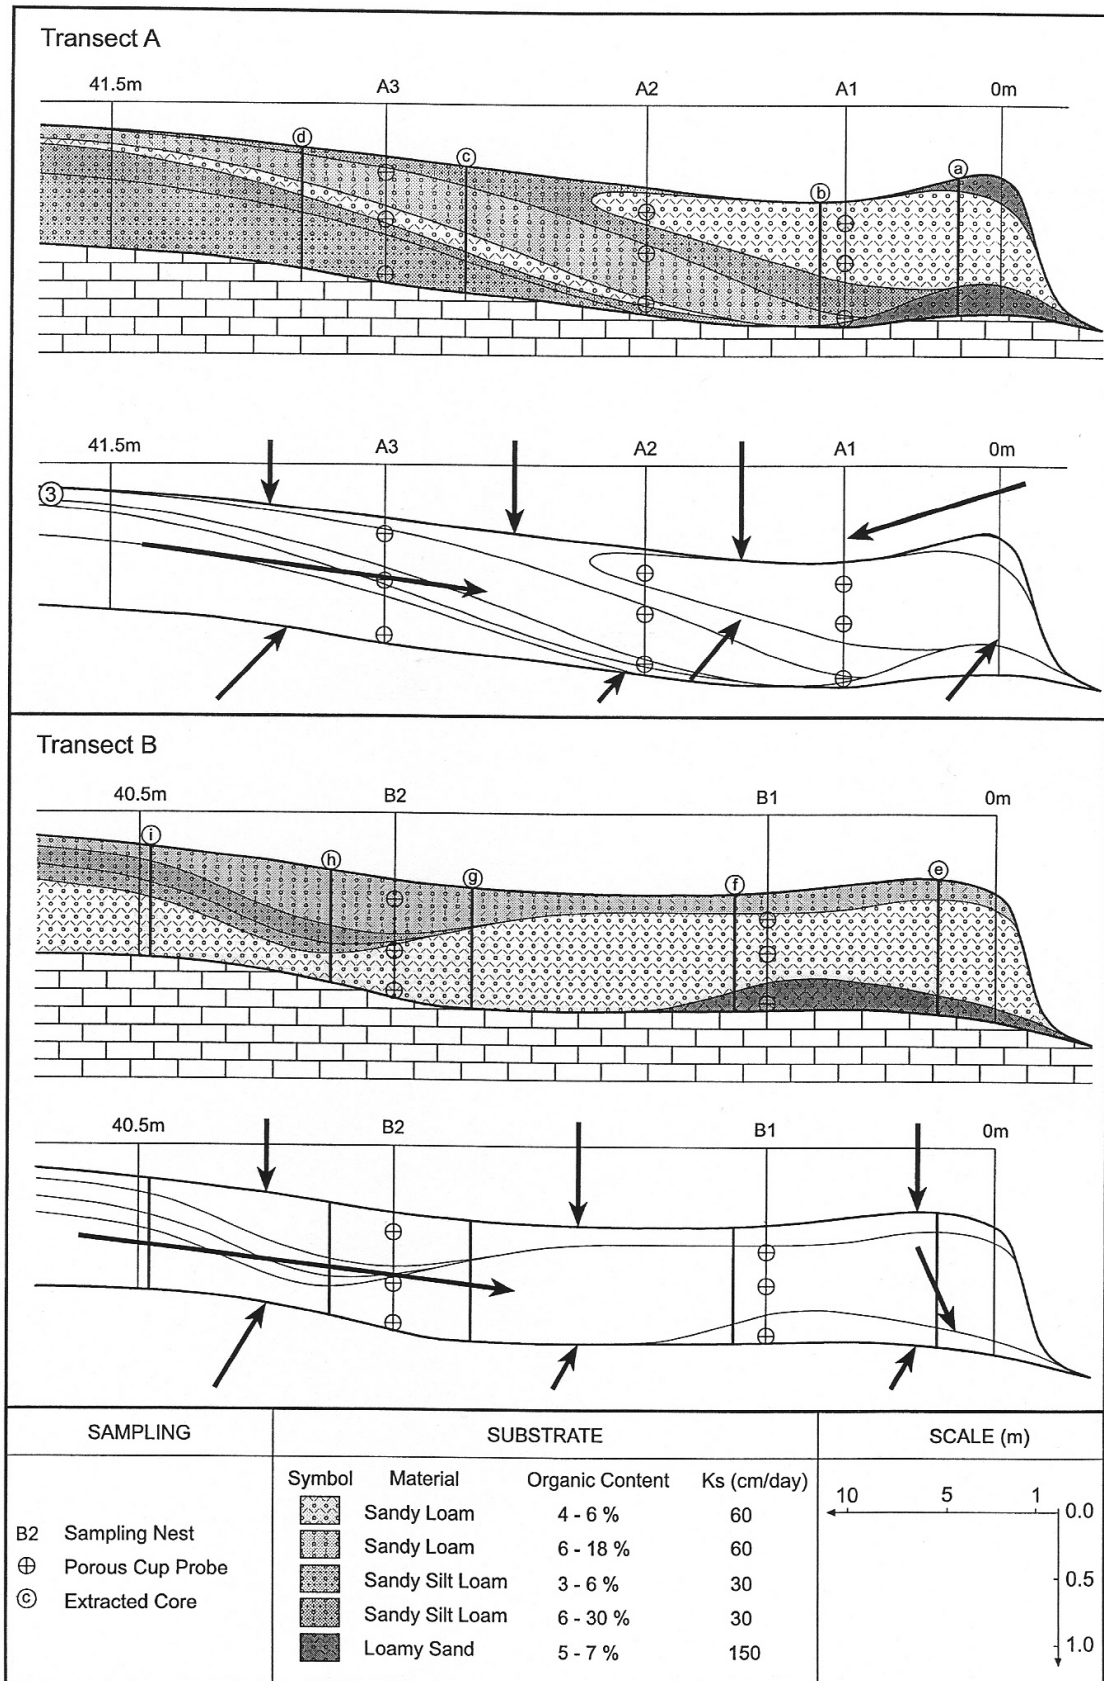 Transect A
41.5m A3 A2 A1 0m
d c b a
41.5m A3 A2 A1 0m
3
Transect B
40.5m B2 B1 0m
i h g f e
40.5m B2 B1 0m
SAMPLING
B2 Sampling Nest
Porous Cup Probe
c Extracted Core
SUBSTRATE
Symbol Material Organic Content Ks (cm/day)
Sandy Loam 4 - 6 % 60
Sandy Loam 6 - 18 % 60
Sandy Silt Loam 3 - 6 % 30
Sandy Silt Loam 6 - 30 % 30
Loamy Sand 5 - 7 % 150
SCALE (m)
10 5 1 0.0
0.5
1.0